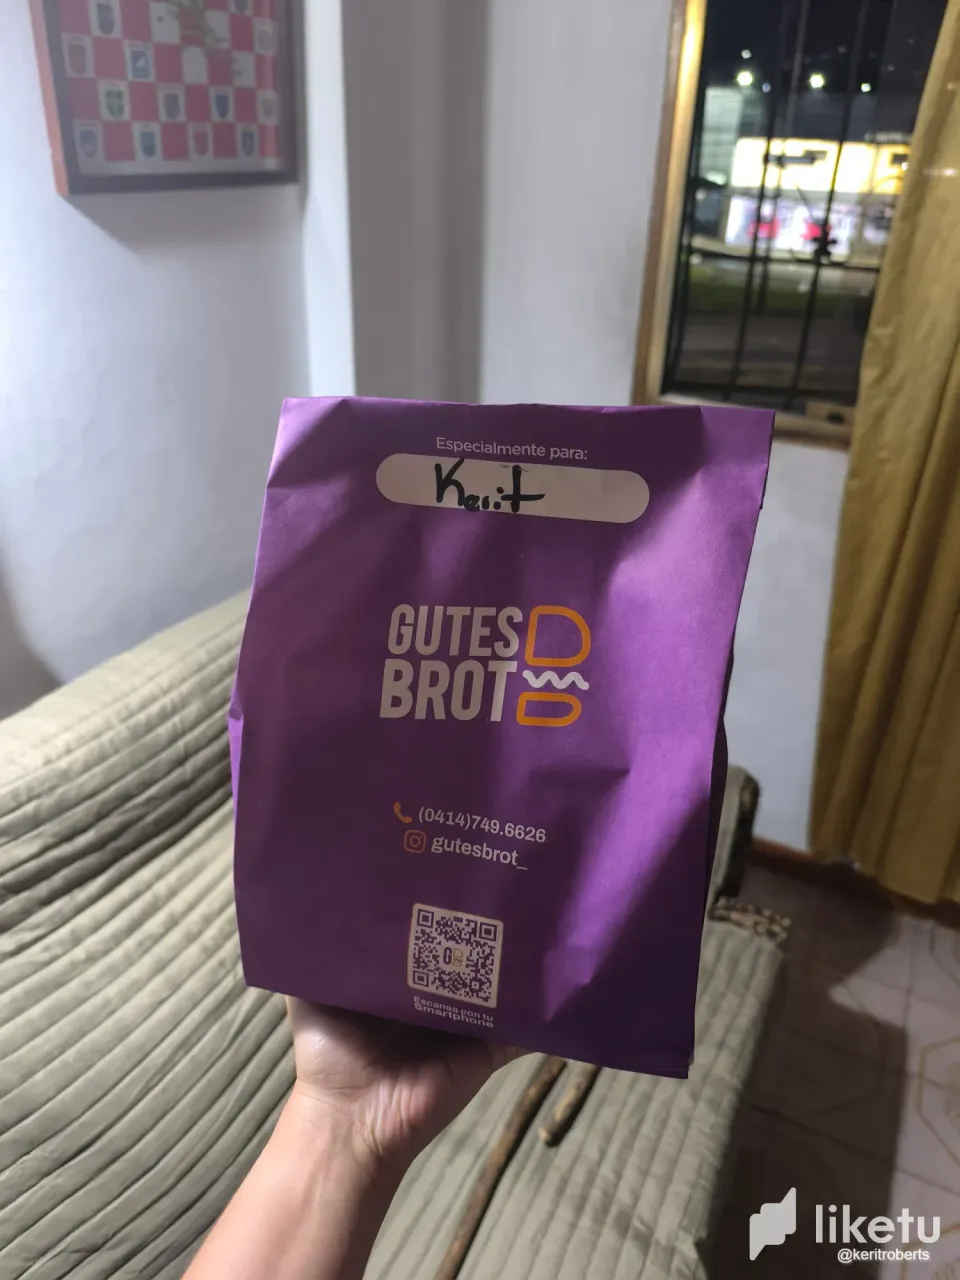 Especialmente para:
Kerit
GUTES
BROT
(0414)749.6626
gutesbrot_
Escanea con tu
Smartphone
liketu
@keritroberts